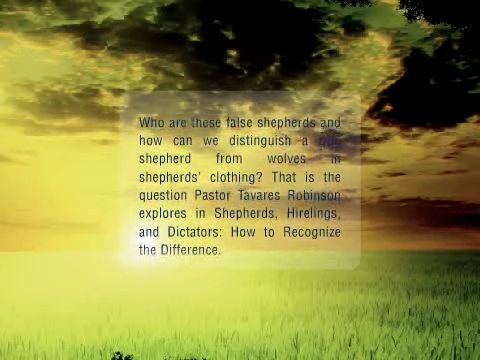 Who are these false shepherds and
how can we distinguish a true
shepherd from wolves in
shepherds' clothing? That is the
question Pastor Tavares Robinson
explores in Shepherds, Hirelings,
and Dictators: How to Recognize
the Difference.